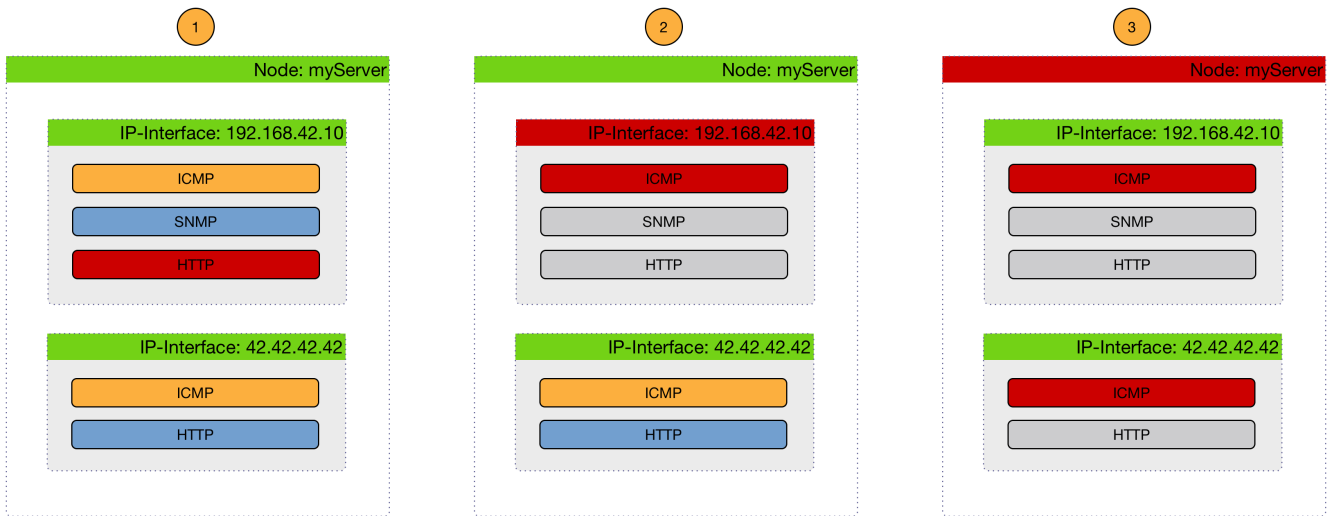 1
Node: myServer
IP-Interface: 192.168.42.10
ICMP
SNMP
HTTP
IP-Interface: 42.42.42.42
ICMP
HTTP
2
Node: myServer
IP-Interface: 192.168.42.10
ICMP
SNMP
HTTP
IP-Interface: 42.42.42.42
ICMP
HTTP
3
Node: myServer
IP-Interface: 192.168.42.10
ICMP
SNMP
HTTP
IP-Interface: 42.42.42.42
ICMP
HTTP